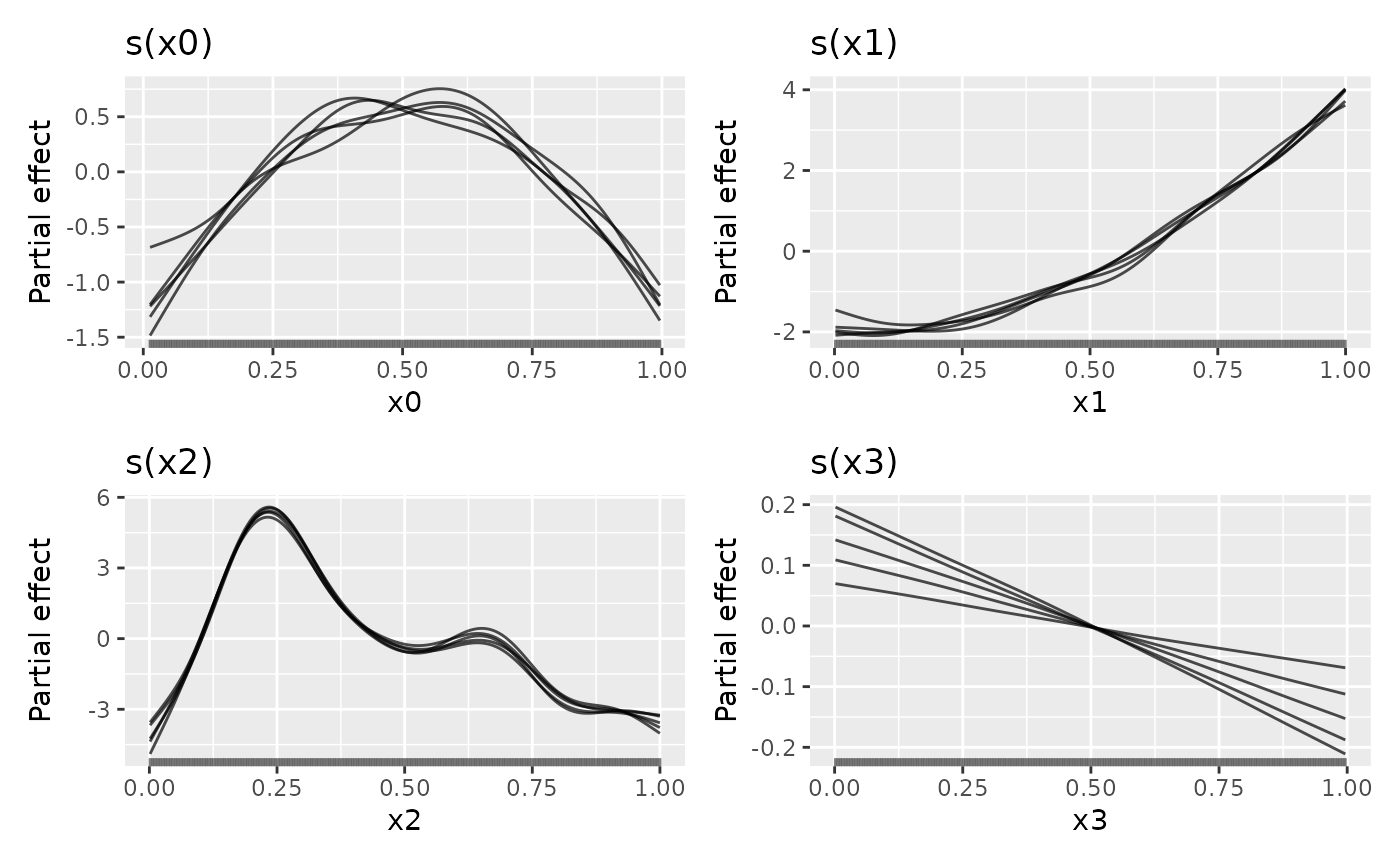 s(x0)
Partial effect
0.5
0.0
-0.5
-1.0
-1.5
0.00 0.25 0.50 0.75 1.00
x0
s(x1)
Partial effect
4
2
0
-2
0.00 0.25 0.50 0.75 1.00
x1
s(x2)
Partial effect
6
3
0
-3
0.00 0.25 0.50 0.75 1.00
x2
s(x3)
Partial effect
0.2
0.1
0.0
-0.1
-0.2
0.00 0.25 0.50 0.75 1.00
x3